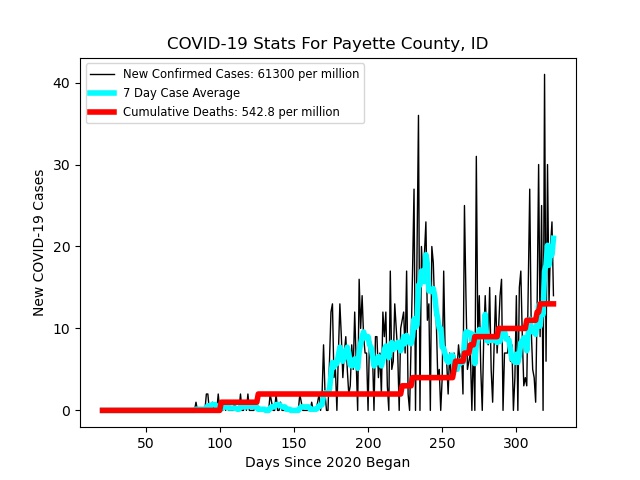 COVID-19 Stats For Payette County, ID
New Confirmed Cases: 61300 per million
7 Day Case Average
Cumulative Deaths: 542.8 per million
New COVID-19 Cases
40
30
20
10
0
50 100 150 200 250 300
Days Since 2020 Began